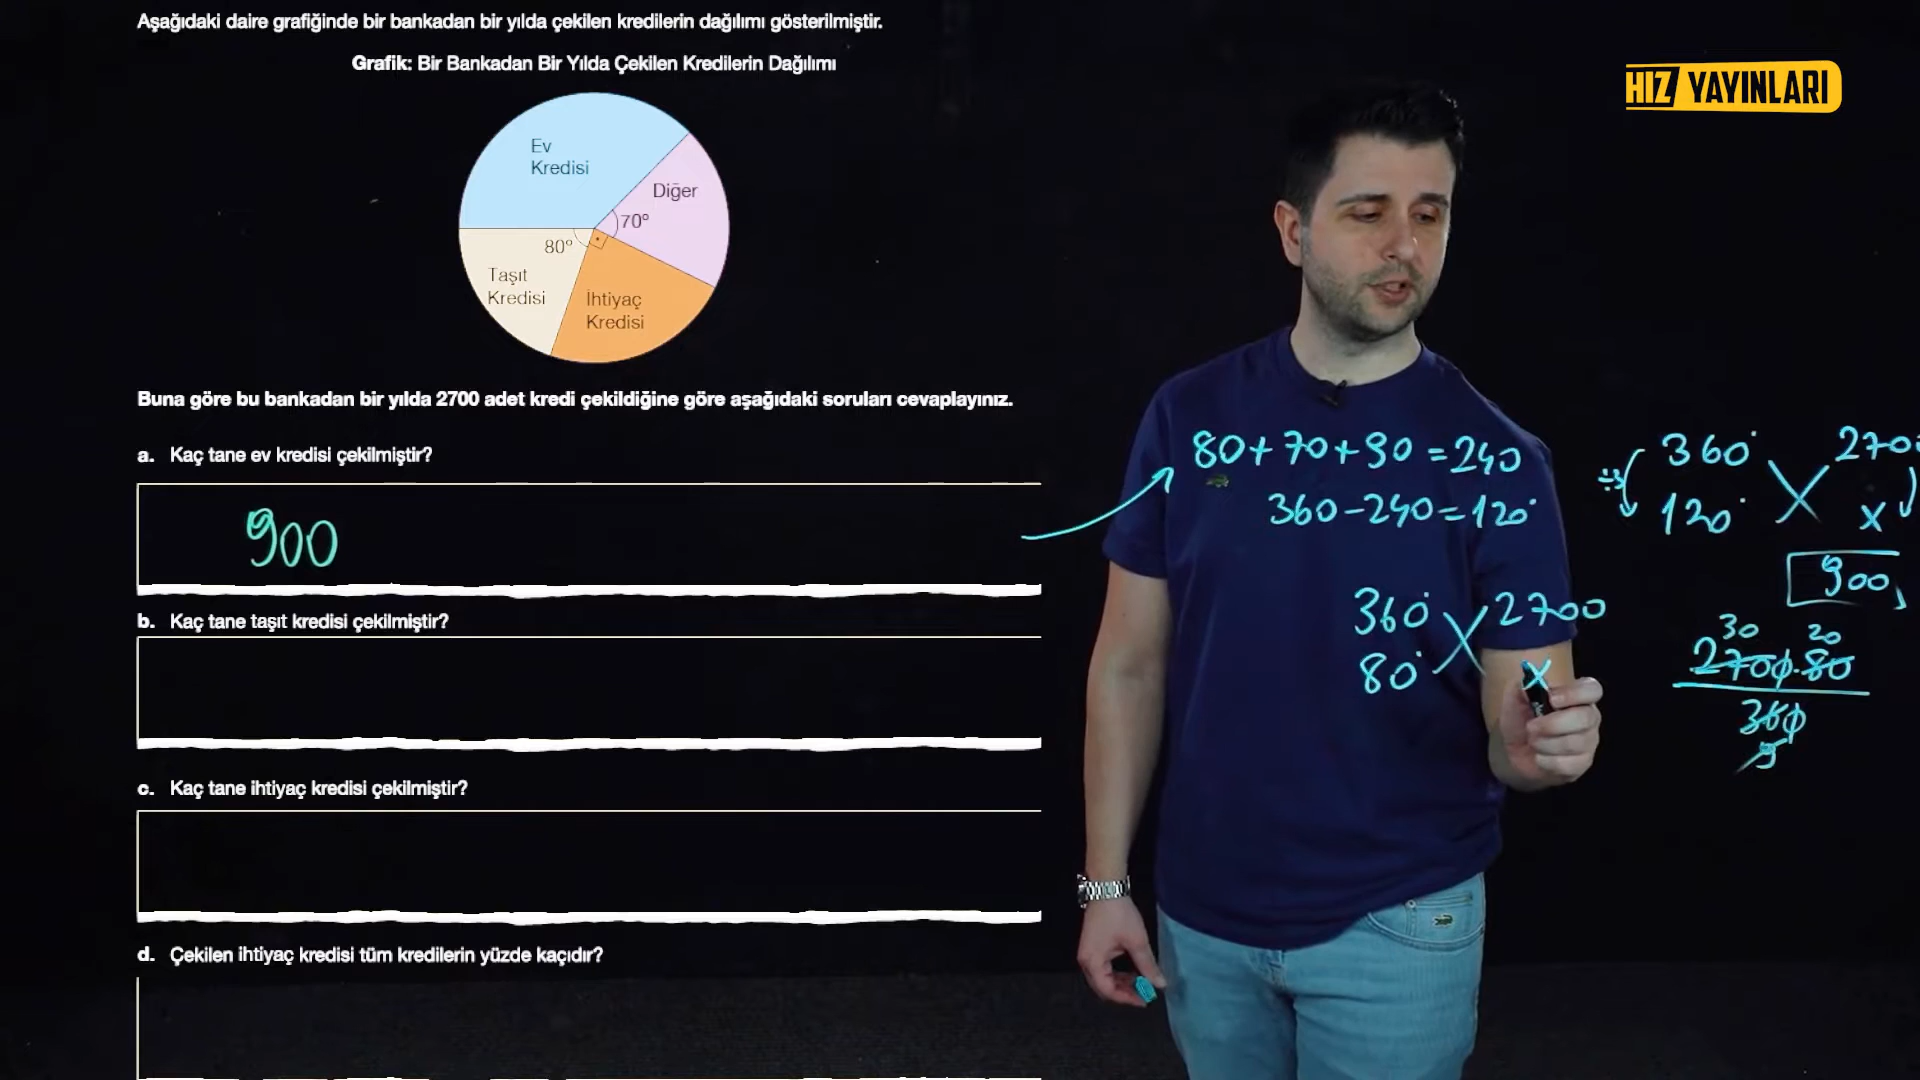 Aşağıdaki daire grafiğinde bir bankadan bir yılda çekilen kredilerin dağılımı gösterilmiştir.
Grafik: Bir Bankadan Bir Yılda Çekilen Kredilerin Dağılımı
HIZ YAYINLARI
Ev
Kredisi
Diğer
70°
80°
Taşıt
Kredisi
İhtiyaç
Kredisi
Buna göre bu bankadan bir yılda 2700 adet kredi çekildiğine göre aşağıdaki soruları cevaplayınız.
a. Kaç tane ev kredisi çekilmiştir?
900
b. Kaç tane taşıt kredisi çekilmiştir?
c. Kaç tane ihtiyaç kredisi çekilmiştir?
d. Çekilen ihtiyaç kredisi tüm kredilerin yüzde kaçıdır?
80+70+90=240
360-240=120°
360° 2700
80° x
÷3 360° 2700
120° x
900
30 20
2700.80
360